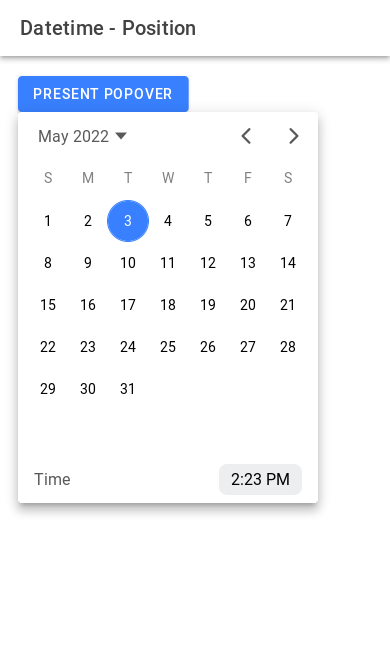 Datetime - Position
PRESENT POPOVER
May 2022
S M T W T F S
1 2 3 4 5 6 7
8 9 10 11 12 13 14
15 16 17 18 19 20 21
22 23 24 25 26 27 28
29 30 31
Time 2:23 PM